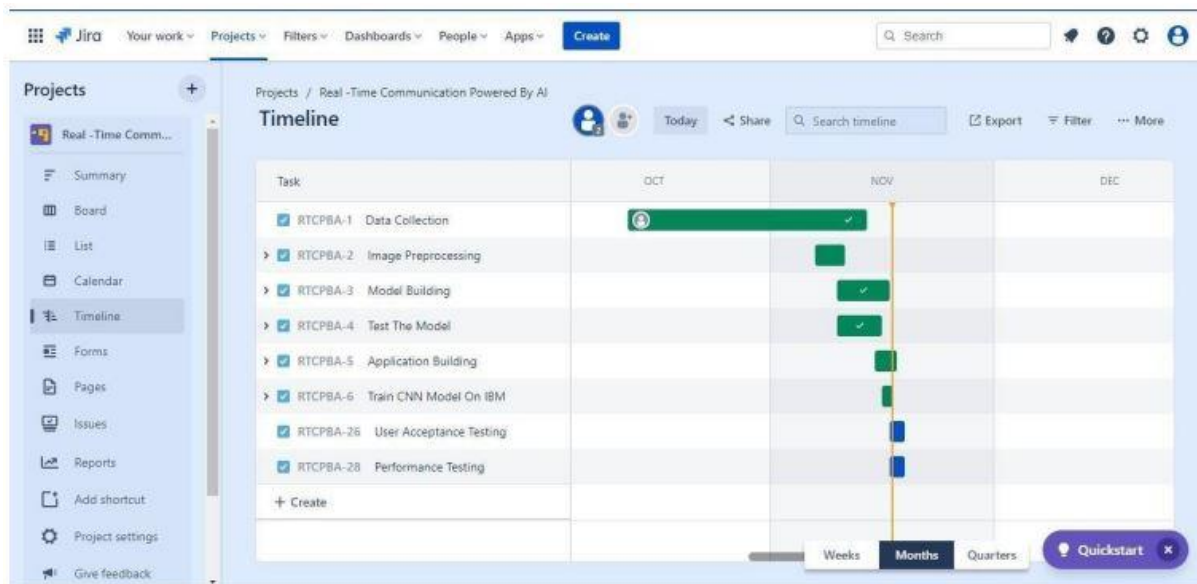 Jira Your work Projects Filters Dashboards People Apps Create Search
Projects +
Real -Time Comm...
Summary
Board
List
Calendar
Timeline
Forms
Pages
Issues
Reports
Add shortcut
Project settings
Give feedback
Projects / Real -Time Communication Powered By AI
Timeline
Today Share Search timeline Export Filter ... More
Task OCT NOV DEC
RTCPBA-1 Data Collection
RTCPBA-2 Image Preprocessing
RTCPBA-3 Model Building
RTCPBA-4 Test The Model
RTCPBA-5 Application Building
RTCPBA-6 Train CNN Model On IBM
RTCPBA-26 User Acceptance Testing
RTCPBA-28 Performance Testing
+ Create
Weeks Months Quarters
Quickstart ×